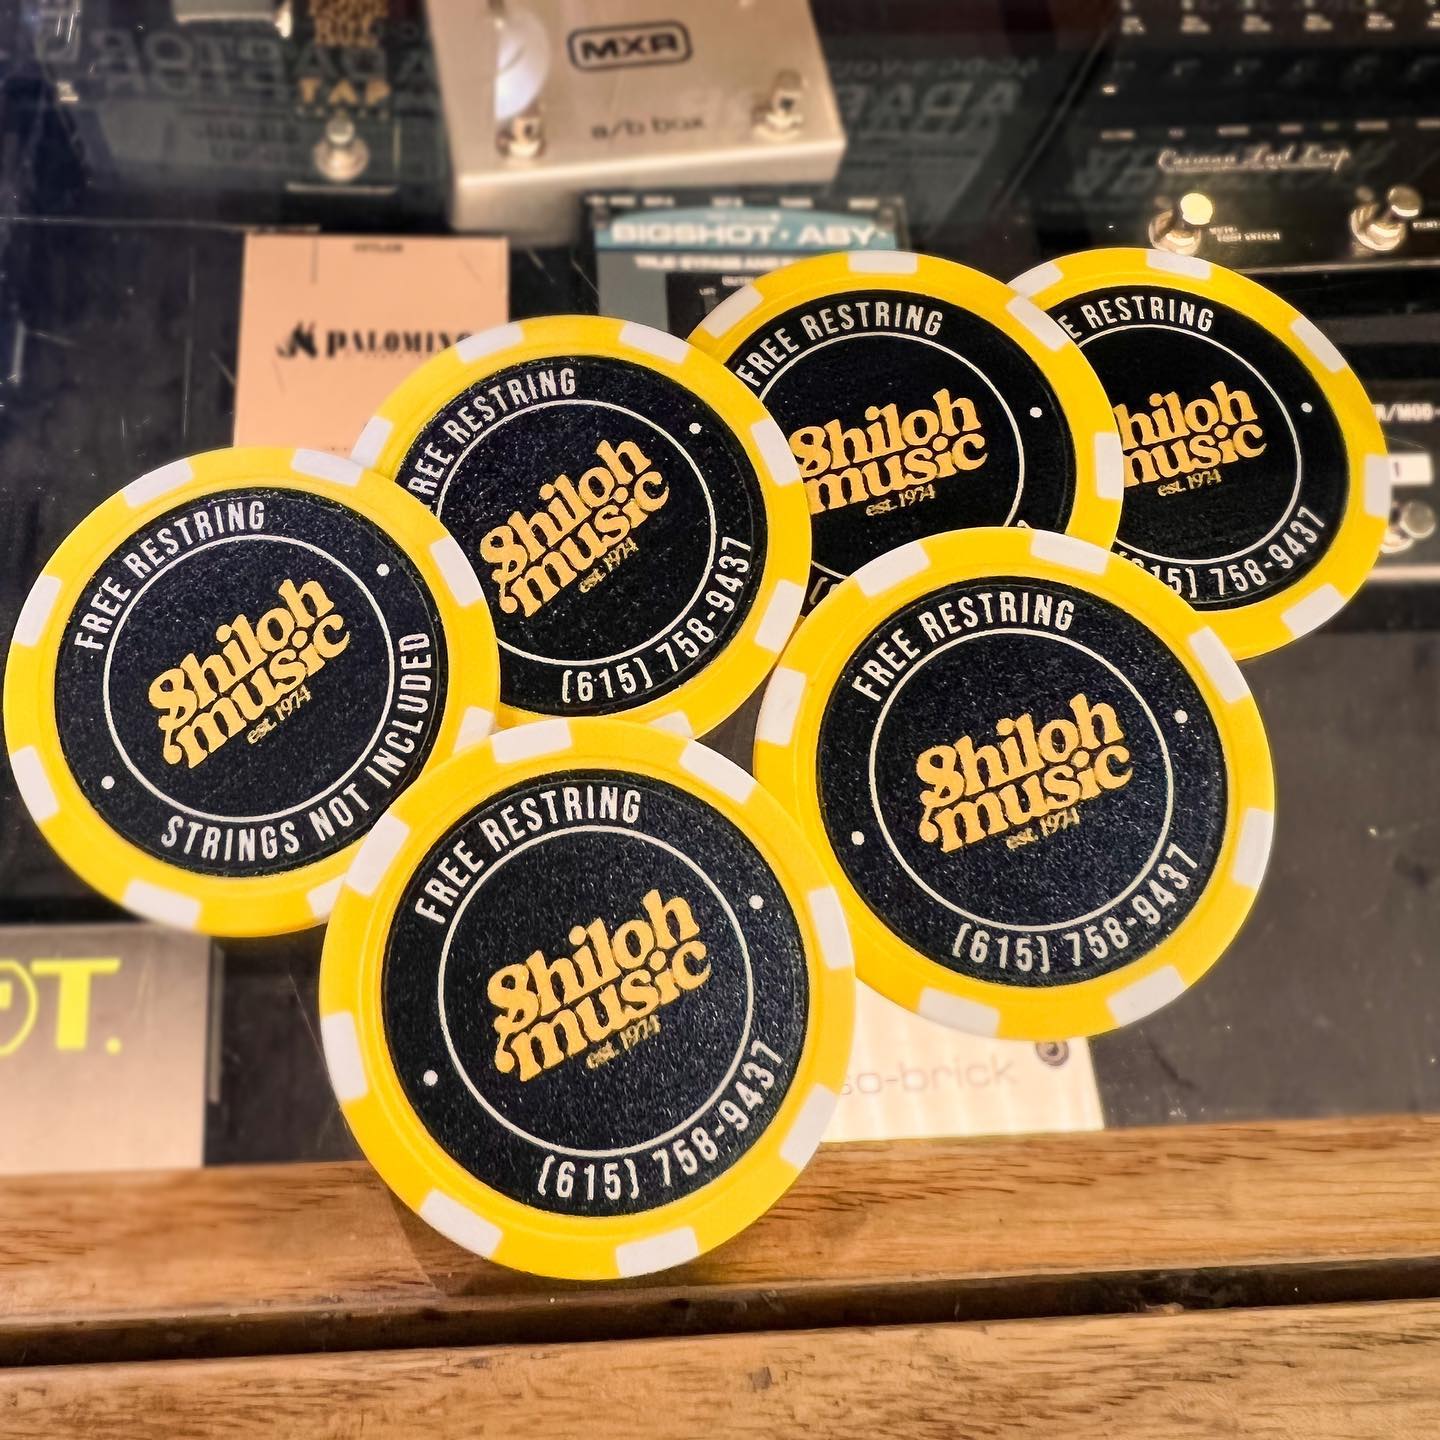 TAP
MXR
a/b box
BIGSHOT · ABY
PALOMINO
FREE RESTRING
Shiloh
music
est. 1974
STRINGS NOT INCLUDED
FREE RESTRING
Shiloh
music
est. 1974
(615) 758-9437
FREE RESTRING
Shiloh
music
est. 1974
RESTRING
Shiloh
music
est. 1974
(615) 758-9437
FREE RESTRING
Shiloh
music
est. 1974
(615) 758-9437
FREE RESTRING
Shiloh
music
est. 1974
(615) 758-9437
T.
so-brick